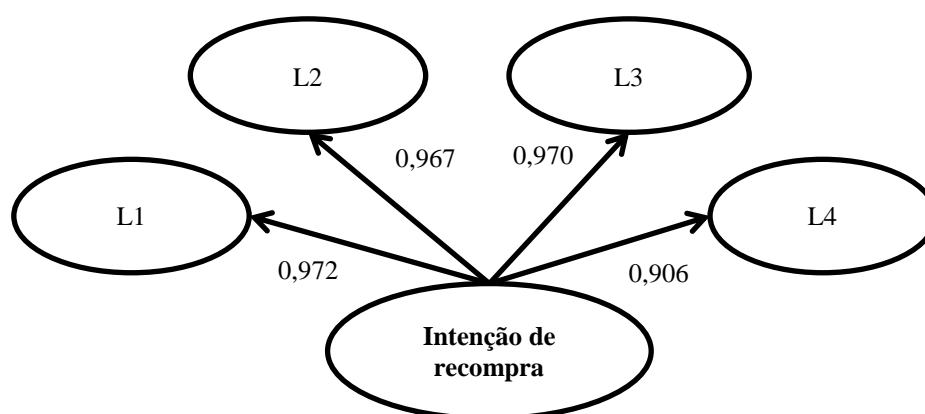 L2
L3
0,967
0,970
L1
L4
0,972
0,906
Intenção de
recompra